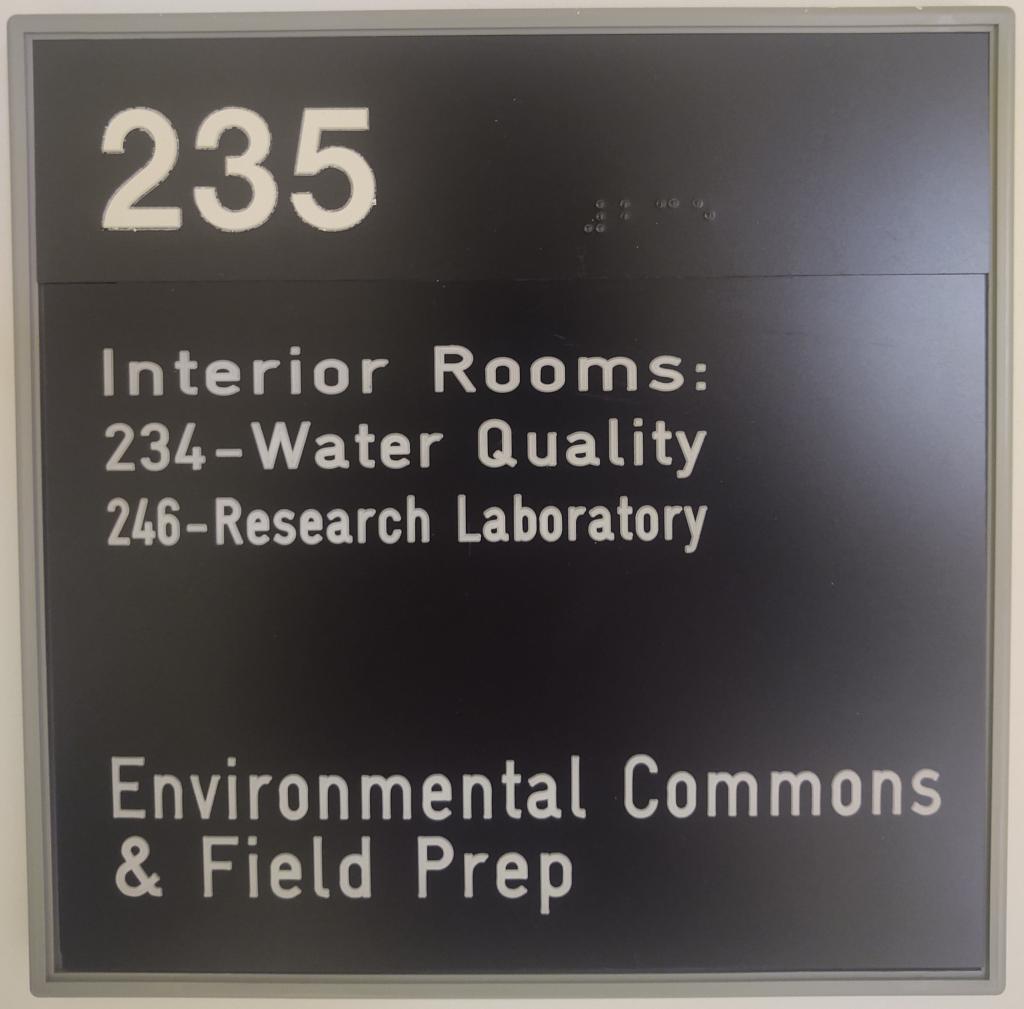 235 ⠼⠃⠉⠑
Interior Rooms:
234-Water Quality
246-Research Laboratory
Environmental Commons
& Field Prep